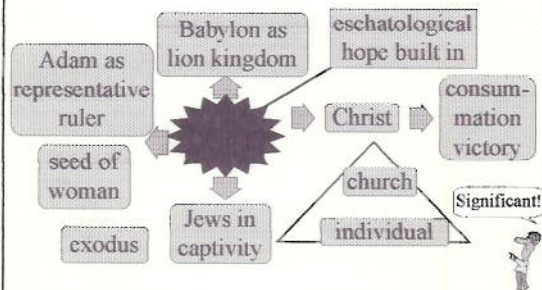 Babylon as
lion kingdom
eschatological
hope built in
Adam as
representative
ruler
Christ
consum-
mation
victory
seed of
woman
church
Significant!
exodus
Jews in
captivity
individual